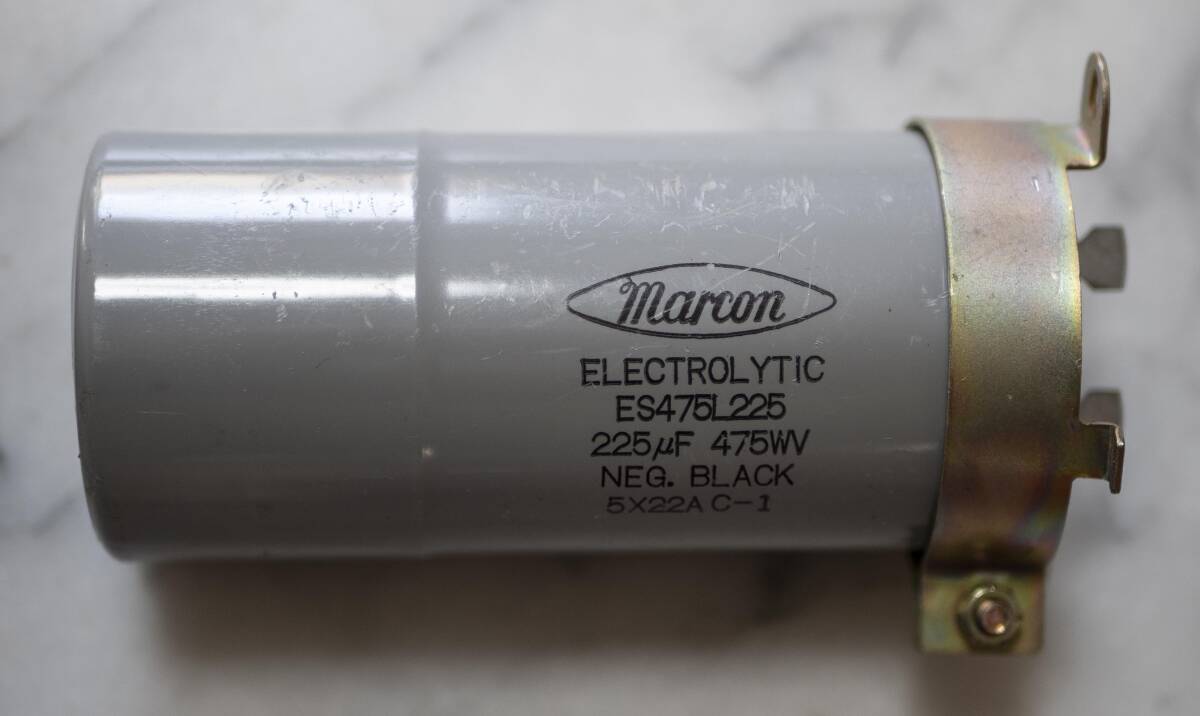 Marcon
ELECTROLYTIC
ES475L225
225μF 475WV
NEG. BLACK
5X22A C-1